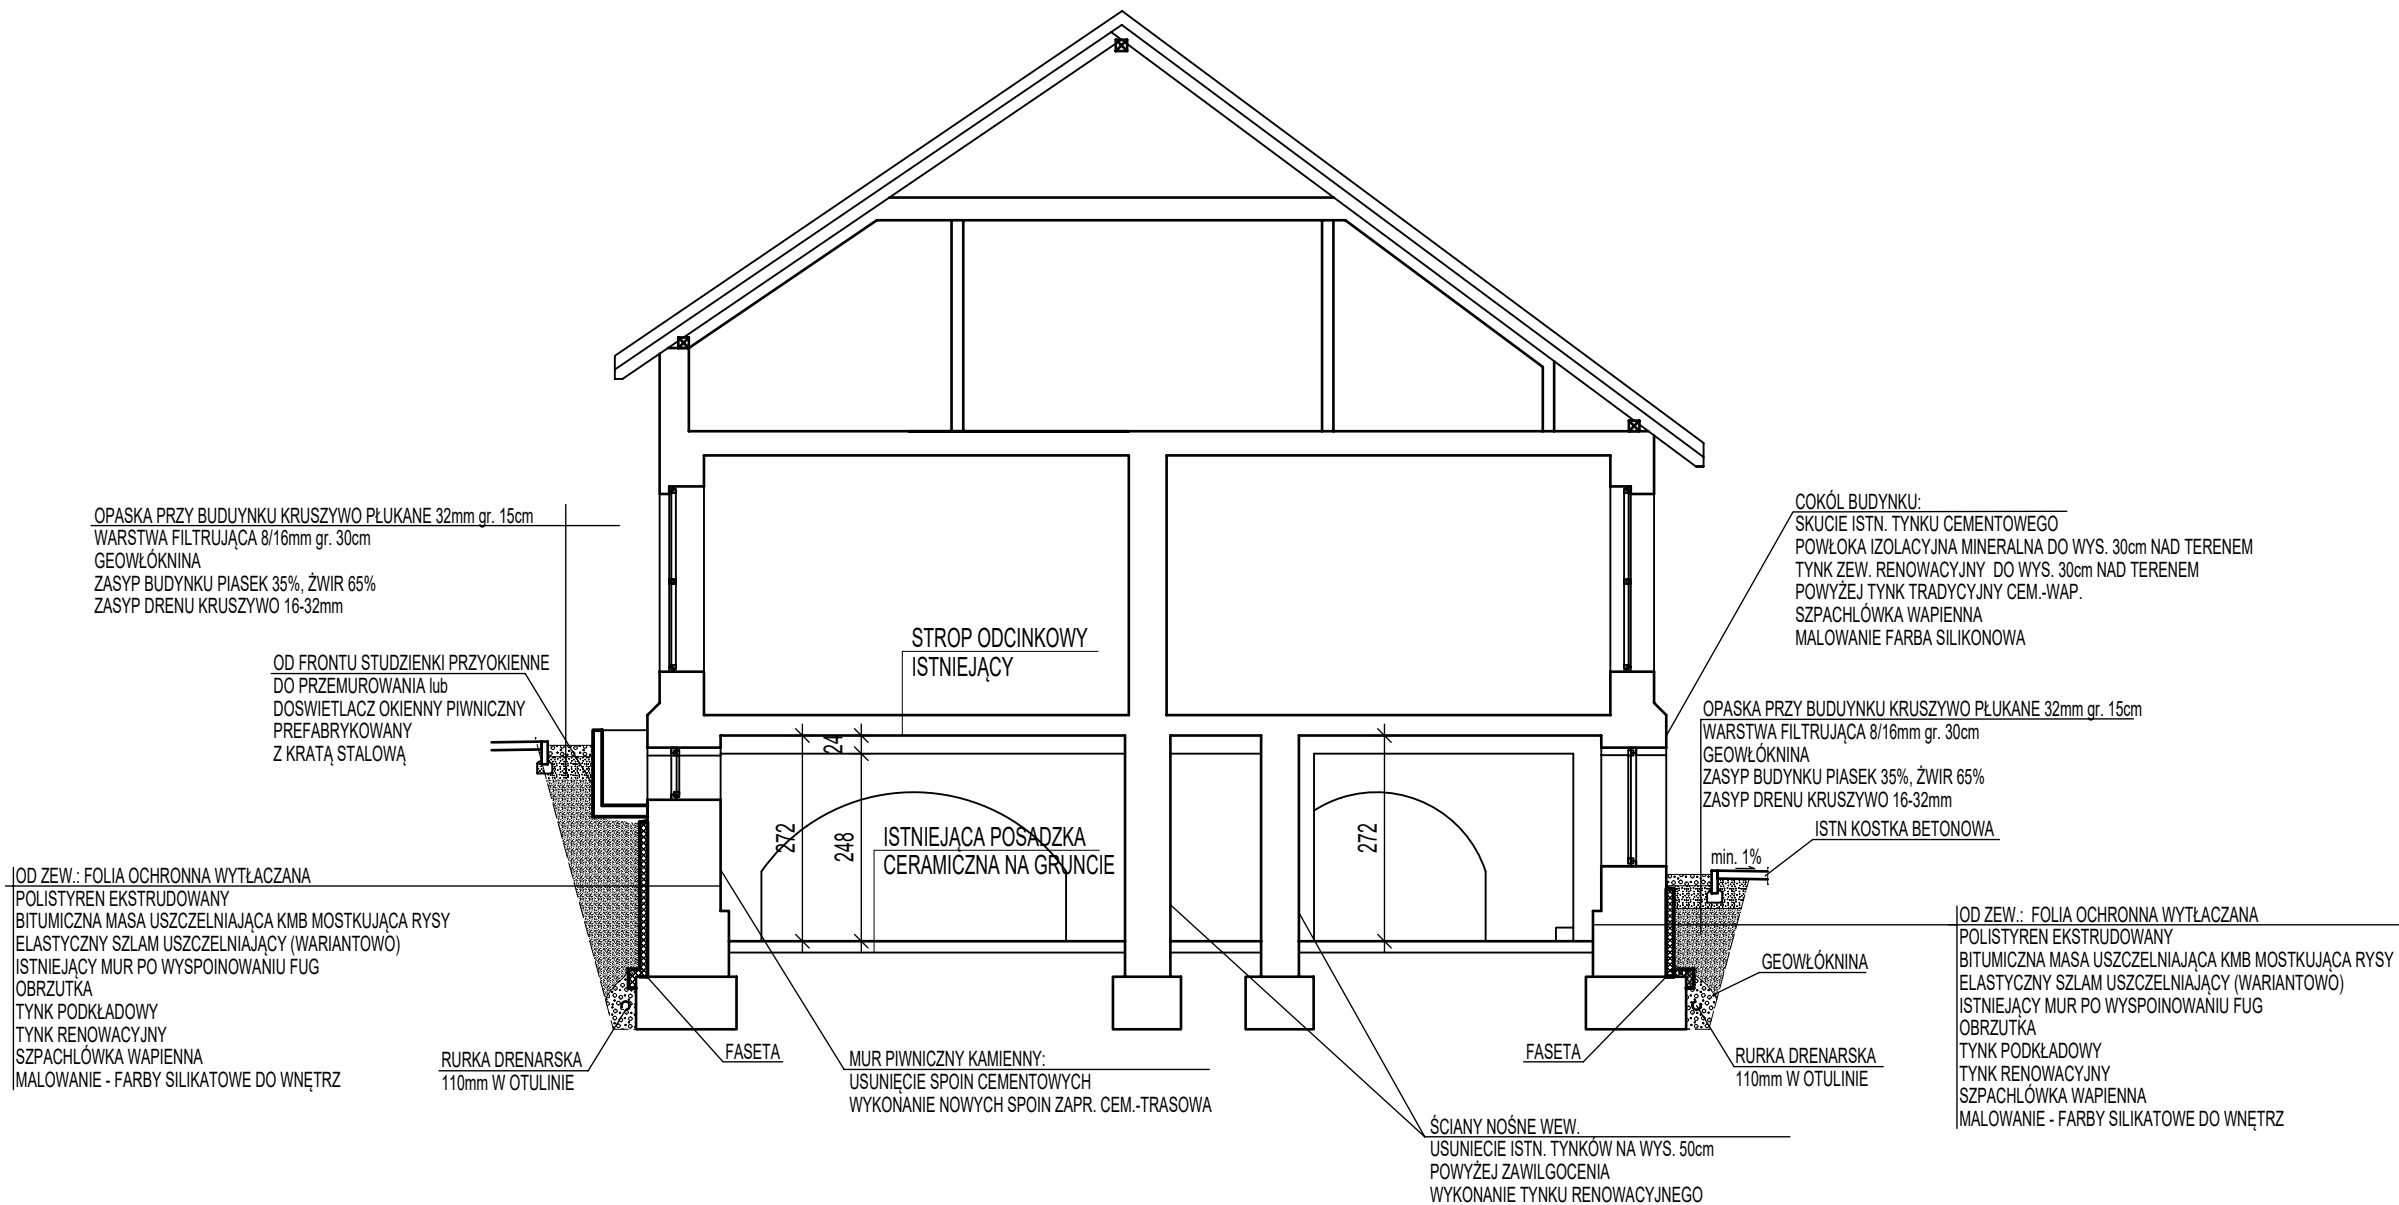 OPASKA PRZY BUDUYNKU KRUSZYWO PŁUKANE 32mm gr. 15cm
WARSTWA FILTRUJĄCA 8/16mm gr. 30cm
GEOWŁÓKNINA
ZASYP BUDYNKU PIASEK 35%, ŻWIR 65%
ZASYP DRENU KRUSZYWO 16-32mm
OD FRONTU STUDZIENKI PRZYOKIENNE
DO PRZEMUROWANIA lub
DOSWIETLACZ OKIENNY PIWNICZNY
PREFABRYKOWANY
Z KRATĄ STALOWĄ
OD ZEW.: FOLIA OCHRONNA WYTŁACZANA
POLISTYREN EKSTRUDOWANY
BITUMICZNA MASA USZCZELNIAJĄCA KMB MOSTKUJĄCA RYSY
ELASTYCZNY SZLAM USZCZELNIAJĄCY (WARIANTOWO)
ISTNIEJĄCY MUR PO WYSPOINOWANIU FUG
OBRZUTKA
TYNK PODKŁADOWY
TYNK RENOWACYJNY
SZPACHLÓWKA WAPIENNA
MALOWANIE - FARBY SILIKATOWE DO WNĘTRZ
RURKA DRENARSKA
110mm W OTULINIE
FASETA
STROP ODCINKOWY
ISTNIEJĄCY
24
272
248
272
ISTNIEJĄCA POSADZKA
CERAMICZNA NA GRUNCIE
MUR PIWNICZNY KAMIENNY:
USUNIĘCIE SPOIN CEMENTOWYCH
WYKONANIE NOWYCH SPOIN ZAPR. CEM.-TRASOWA
ŚCIANY NOŚNE WEW.
USUNIECIE ISTN. TYNKÓW NA WYS. 50cm
POWYŻEJ ZAWILGOCENIA
WYKONANIE TYNKU RENOWACYJNEGO
COKÓL BUDYNKU:
SKUCIE ISTN. TYNKU CEMENTOWEGO
POWŁOKA IZOLACYJNA MINERALNA DO WYS. 30cm NAD TERENEM
TYNK ZEW. RENOWACYJNY DO WYS. 30cm NAD TERENEM
POWYŻEJ TYNK TRADYCYJNY CEM.-WAP.
SZPACHLÓWKA WAPIENNA
MALOWANIE FARBA SILIKONOWA
OPASKA PRZY BUDUYNKU KRUSZYWO PŁUKANE 32mm gr. 15cm
WARSTWA FILTRUJĄCA 8/16mm gr. 30cm
GEOWŁÓKNINA
ZASYP BUDYNKU PIASEK 35%, ŻWIR 65%
ZASYP DRENU KRUSZYWO 16-32mm
ISTN KOSTKA BETONOWA
min. 1%
GEOWŁÓKNINA
FASETA
RURKA DRENARSKA
110mm W OTULINIE
OD ZEW.: FOLIA OCHRONNA WYTŁACZANA
POLISTYREN EKSTRUDOWANY
BITUMICZNA MASA USZCZELNIAJĄCA KMB MOSTKUJĄCA RYSY
ELASTYCZNY SZLAM USZCZELNIAJĄCY (WARIANTOWO)
ISTNIEJĄCY MUR PO WYSPOINOWANIU FUG
OBRZUTKA
TYNK PODKŁADOWY
TYNK RENOWACYJNY
SZPACHLÓWKA WAPIENNA
MALOWANIE - FARBY SILIKATOWE DO WNĘTRZ